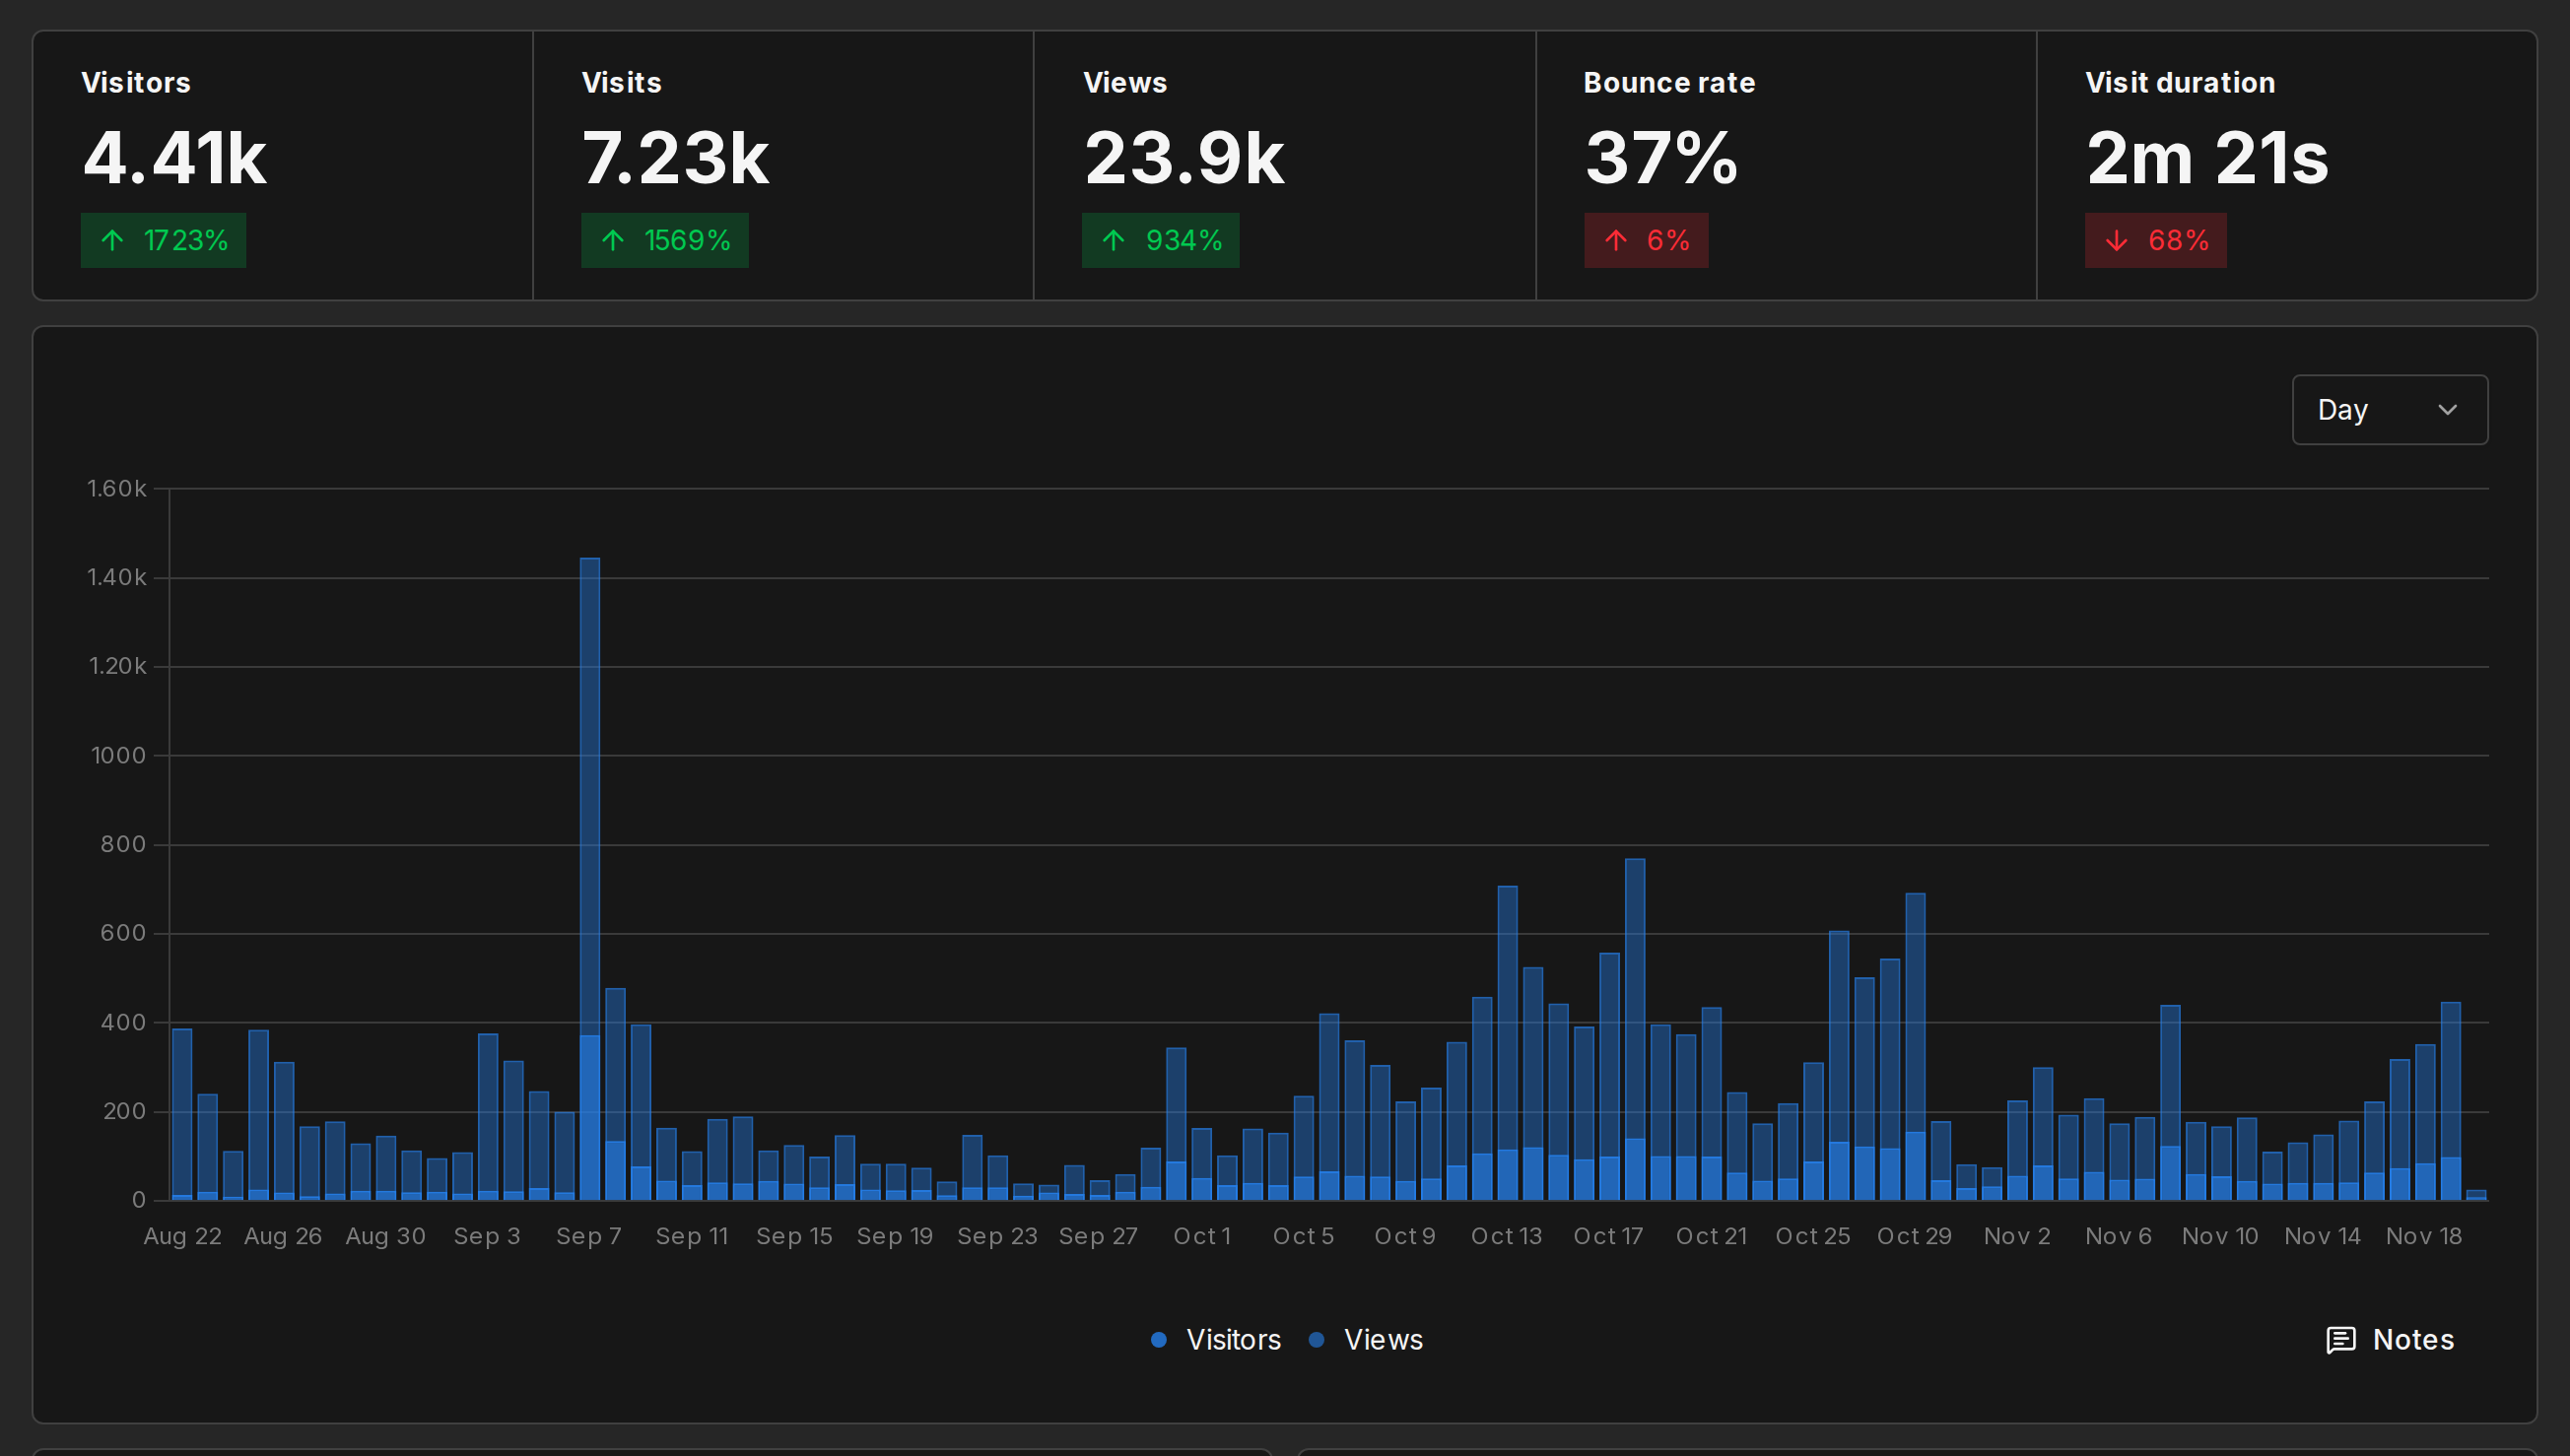 Visitors
4.41k
↑ 1723%
Visits
7.23k
↑ 1569%
Views
23.9k
↑ 934%
Bounce rate
37%
↑ 6%
Visit duration
2m 21s
↓ 68%
Day
1.60k
1.40k
1.20k
1000
800
600
400
200
0
Aug 22 Aug 26 Aug 30 Sep 3 Sep 7 Sep 11 Sep 15 Sep 19 Sep 23 Sep 27 Oct 1 Oct 5 Oct 9 Oct 13 Oct 17 Oct 21 Oct 25 Oct 29 Nov 2 Nov 6 Nov 10 Nov 14 Nov 18
Visitors Views
Notes